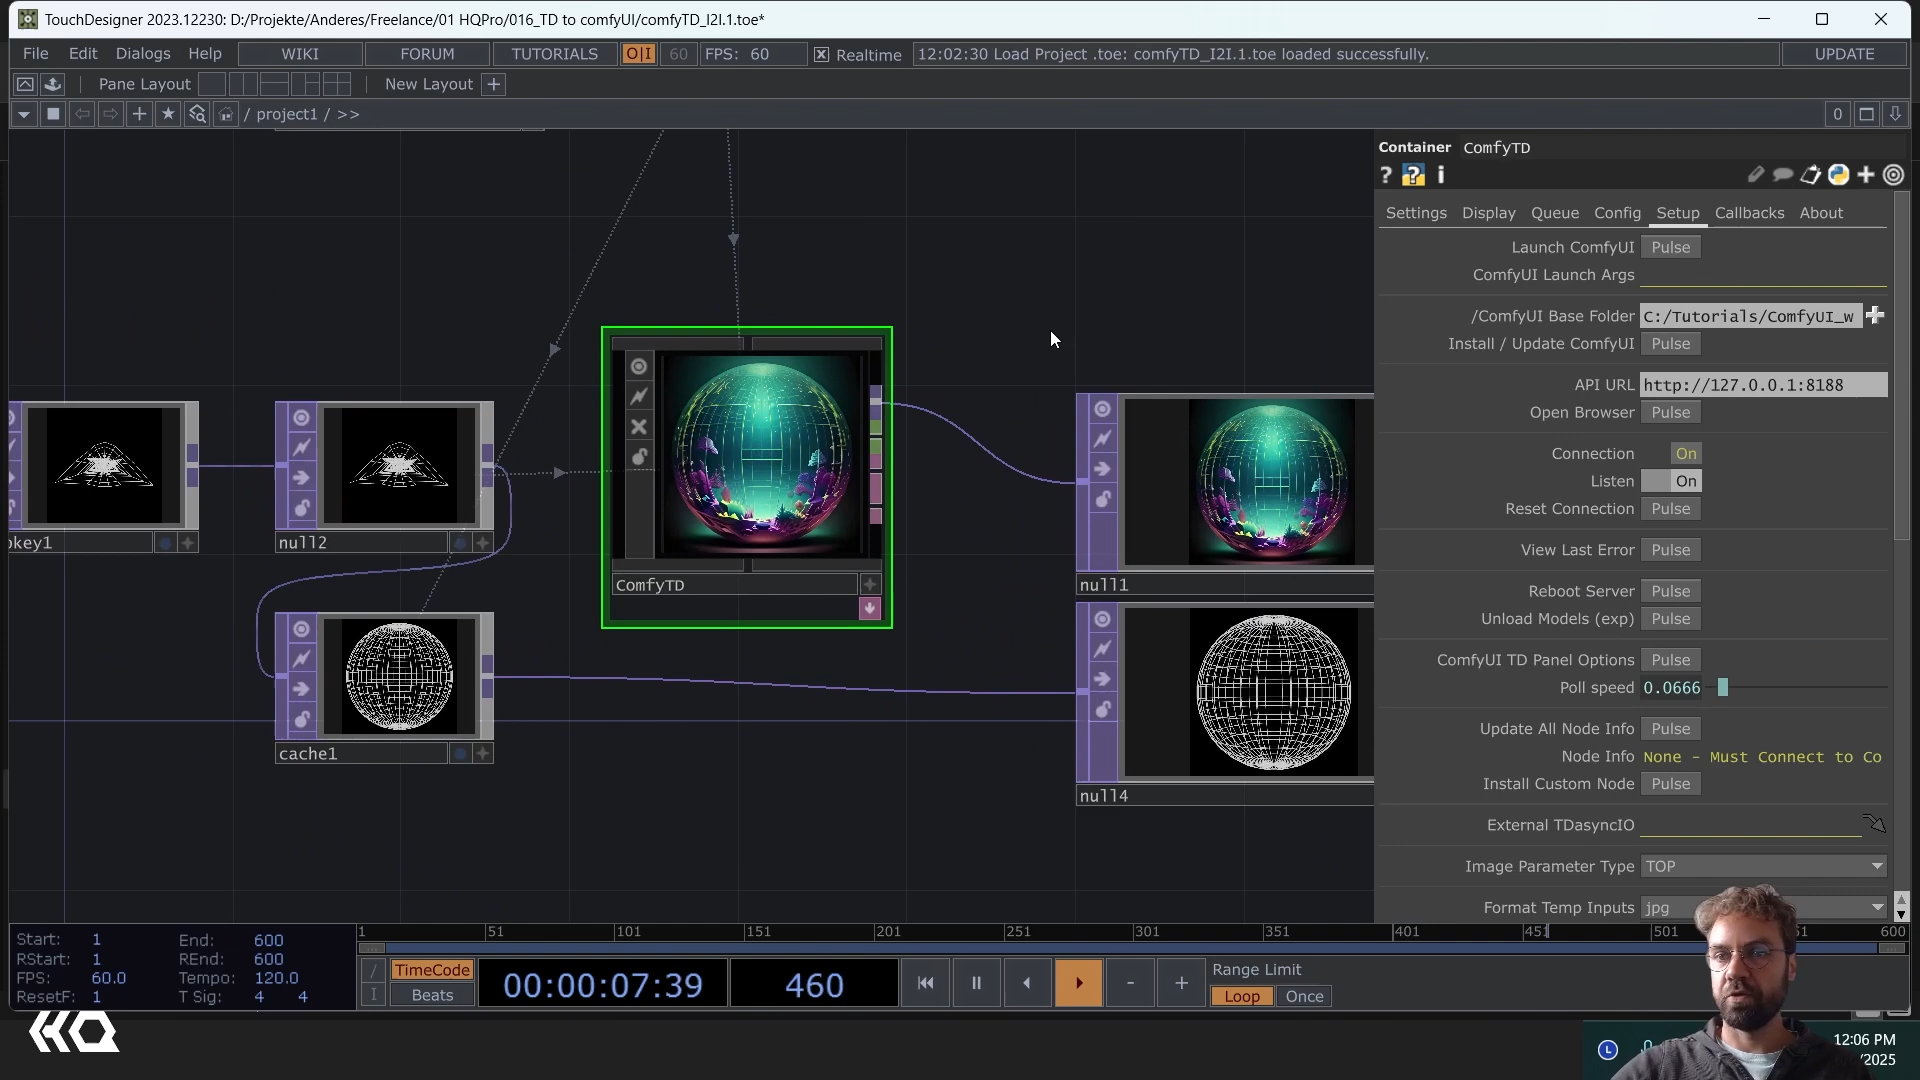 TouchDesigner 2023.12230: D:/Projekte/Anderes/Freelance/01 HQPro/016_TD to comfyUI/comfyTD_I2I.1.toe*
File Edit Dialogs Help WIKI FORUM TUTORIALS O|I 60 FPS: 60 Realtime 12:02:30 Load Project .toe: comfyTD_I2I.1.toe loaded successfully. UPDATE
Pane Layout New Layout +
/ project1 / >> 0
Container ComfyTD
? ? i
Settings Display Queue Config Setup Callbacks About
Launch ComfyUI Pulse
ComfyUI Launch Args
/ComfyUI Base Folder C:/Tutorials/ComfyUI_w
Install / Update ComfyUI Pulse
API URL http://127.0.0.1:8188
Open Browser Pulse
Connection On
Listen On
Reset Connection Pulse
View Last Error Pulse
Reboot Server Pulse
Unload Models (exp) Pulse
ComfyUI TD Panel Options Pulse
Poll speed 0.0666
Update All Node Info Pulse
Node Info None - Must Connect to Co
Install Custom Node Pulse
External TDasyncIO
Image Parameter Type TOP
Format Temp Inputs jpg
okey1
null2
ComfyTD
null1
cache1
null4
1 51 101 151 201 251 301 351 401 451 501 51 600
Start: 1 End: 600
RStart: 1 REnd: 600
FPS: 60.0 Tempo: 120.0
ResetF: 1 T Sig: 4 4
/ TimeCode
I Beats
00:00:07:39 460
- +
Range Limit
Loop Once
HQ
L
12:06 PM
/2025